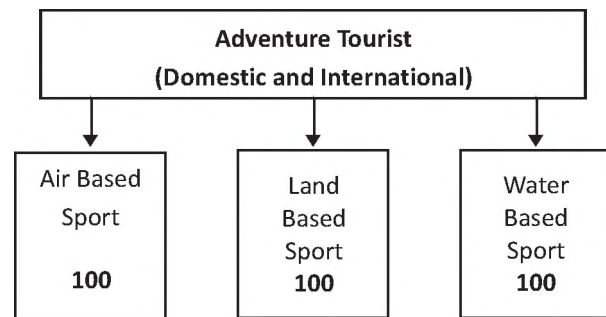 Adventure Tourist
(Domestic and International)
Air Based
Sport
100
Land
Based
Sport
100
Water
Based
Sport
100